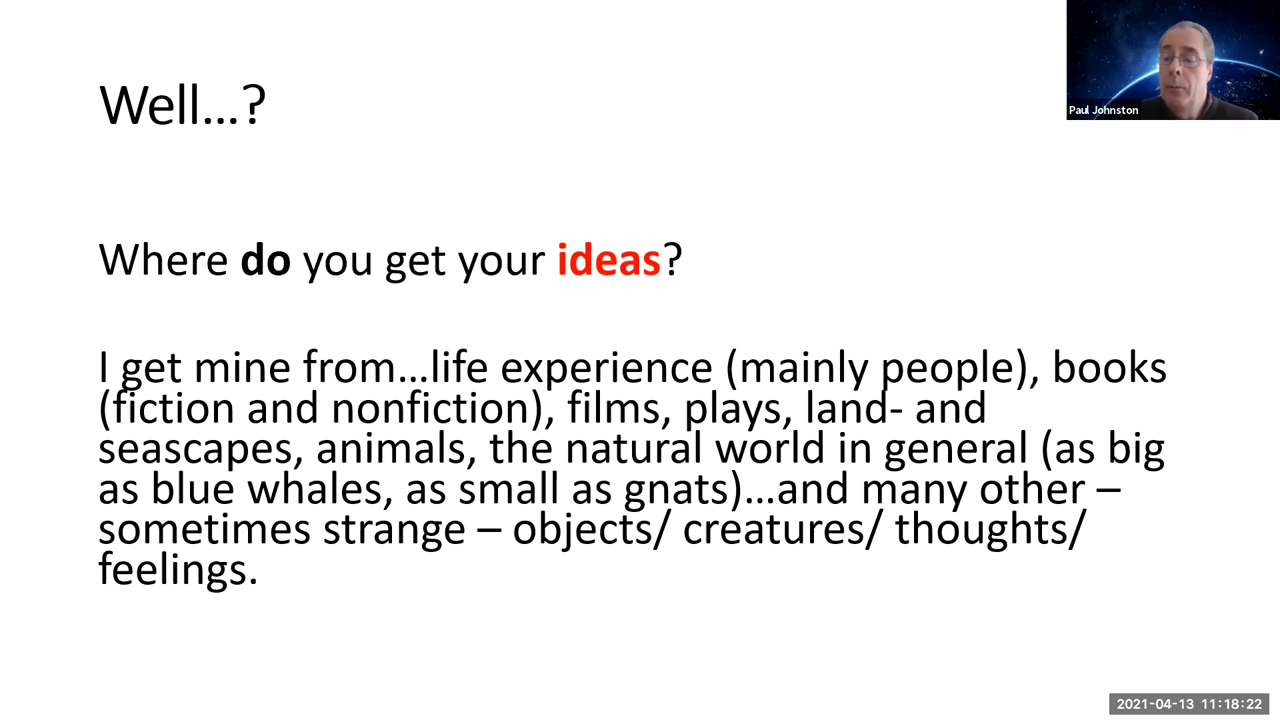 Well...?
Paul Johnston
Where do you get your ideas?
I get mine from...life experience (mainly people), books
(fiction and nonfiction), films, plays, land- and
seascapes, animals, the natural world in general (as big
as blue whales, as small as gnats)...and many other –
sometimes strange – objects/ creatures/ thoughts/
feelings.
2021-04-13 11:18:22